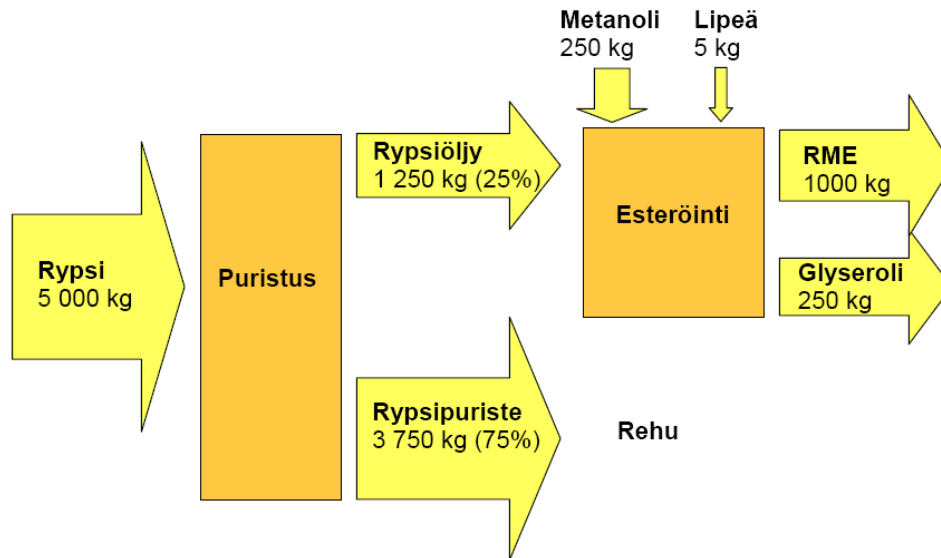 Metanoli
250 kg
Lipeä
5 kg
Rypsi
5 000 kg
Puristus
Rypsiöljy
1 250 kg (25%)
Esteröinti
RME
1000 kg
Glyseroli
250 kg
Rypsipuriste
3 750 kg (75%)
Rehu